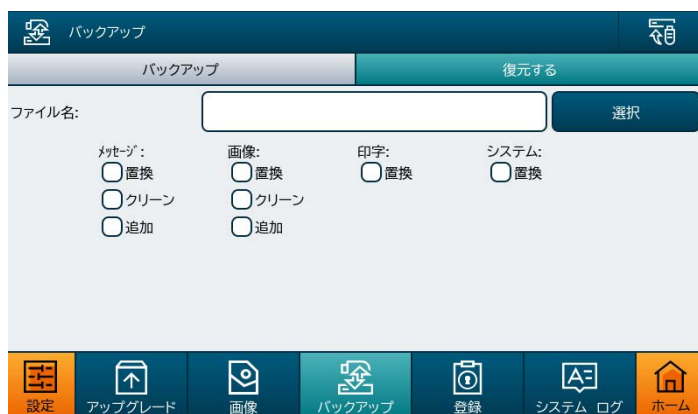 バックアップ
バックアップ 復元する
ファイル名: 選択
ﾒｯｾｰｼﾞ: 画像: 印字: システム:
置換 置換 置換 置換
クリーン クリーン
追加 追加
設定 アップグレード 画像 バックアップ 登録 システム ログ ホーム